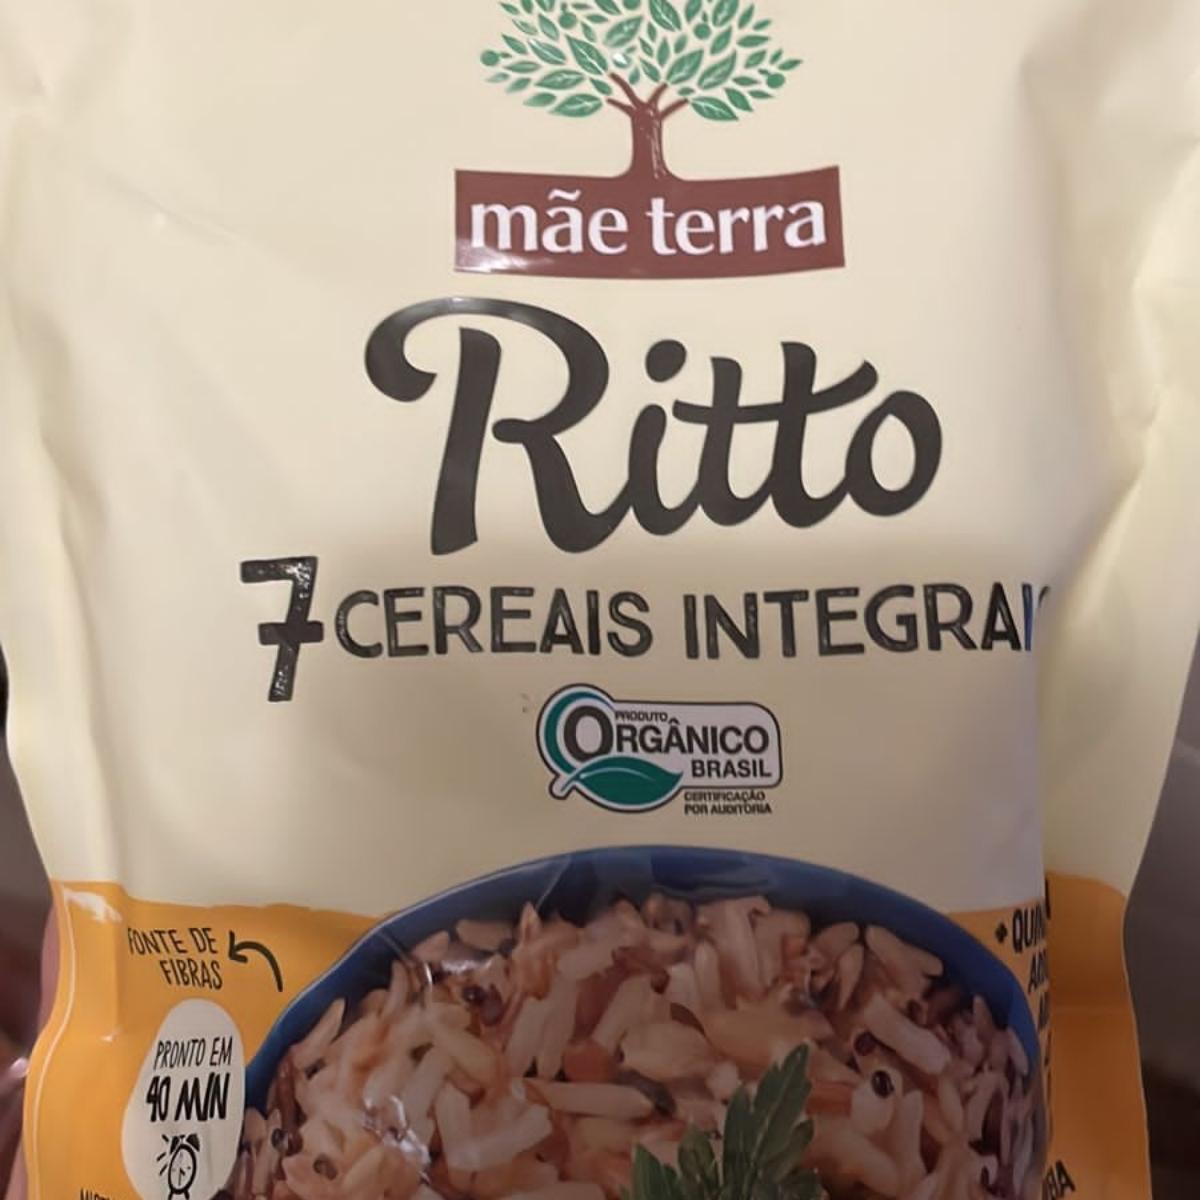 mãe terra
Ritto
7 CEREAIS INTEGRAIS
PRODUTO
ORGÂNICO
BRASIL
CERTIFICAÇÃO
POR AUDITORIA
FONTE DE
FIBRAS
PRONTO EM
40 MIN